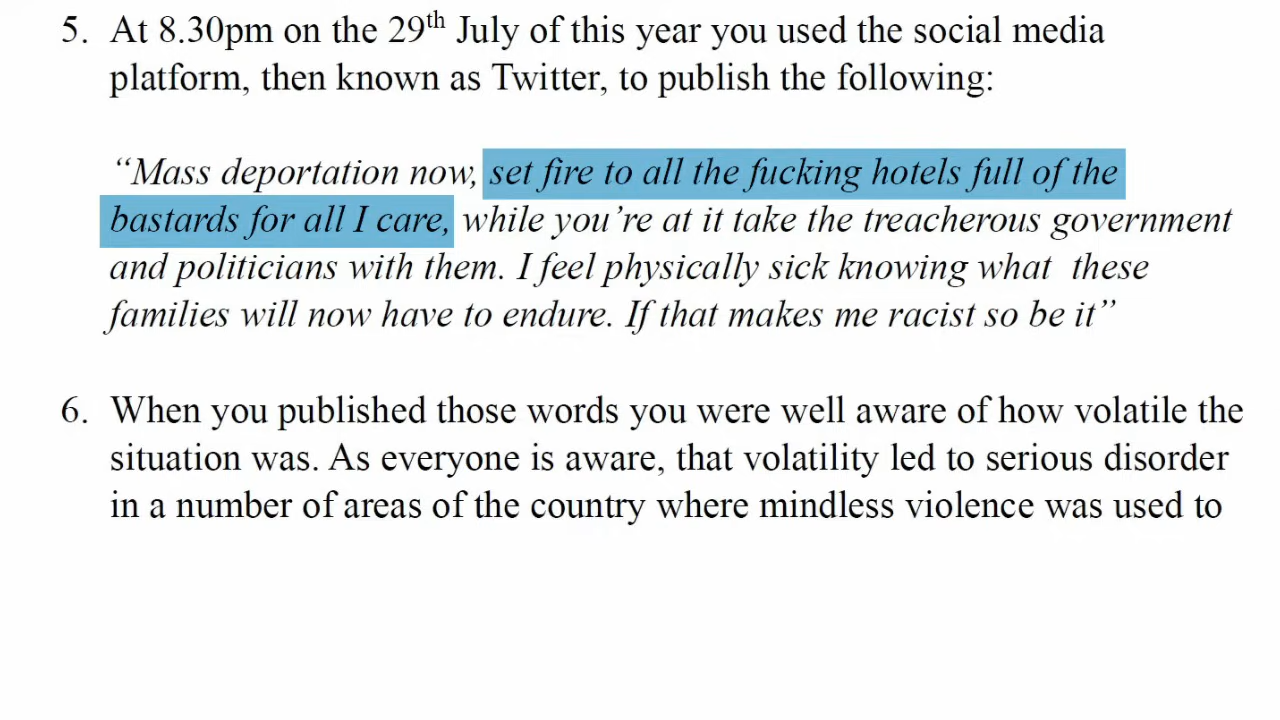 5. At 8.30pm on the 29th July of this year you used the social media
platform, then known as Twitter, to publish the following:
“Mass deportation now, set fire to all the fucking hotels full of the
bastards for all I care, while you’re at it take the treacherous government
and politicians with them. I feel physically sick knowing what these
families will now have to endure. If that makes me racist so be it”
6. When you published those words you were well aware of how volatile the
situation was. As everyone is aware, that volatility led to serious disorder
in a number of areas of the country where mindless violence was used to